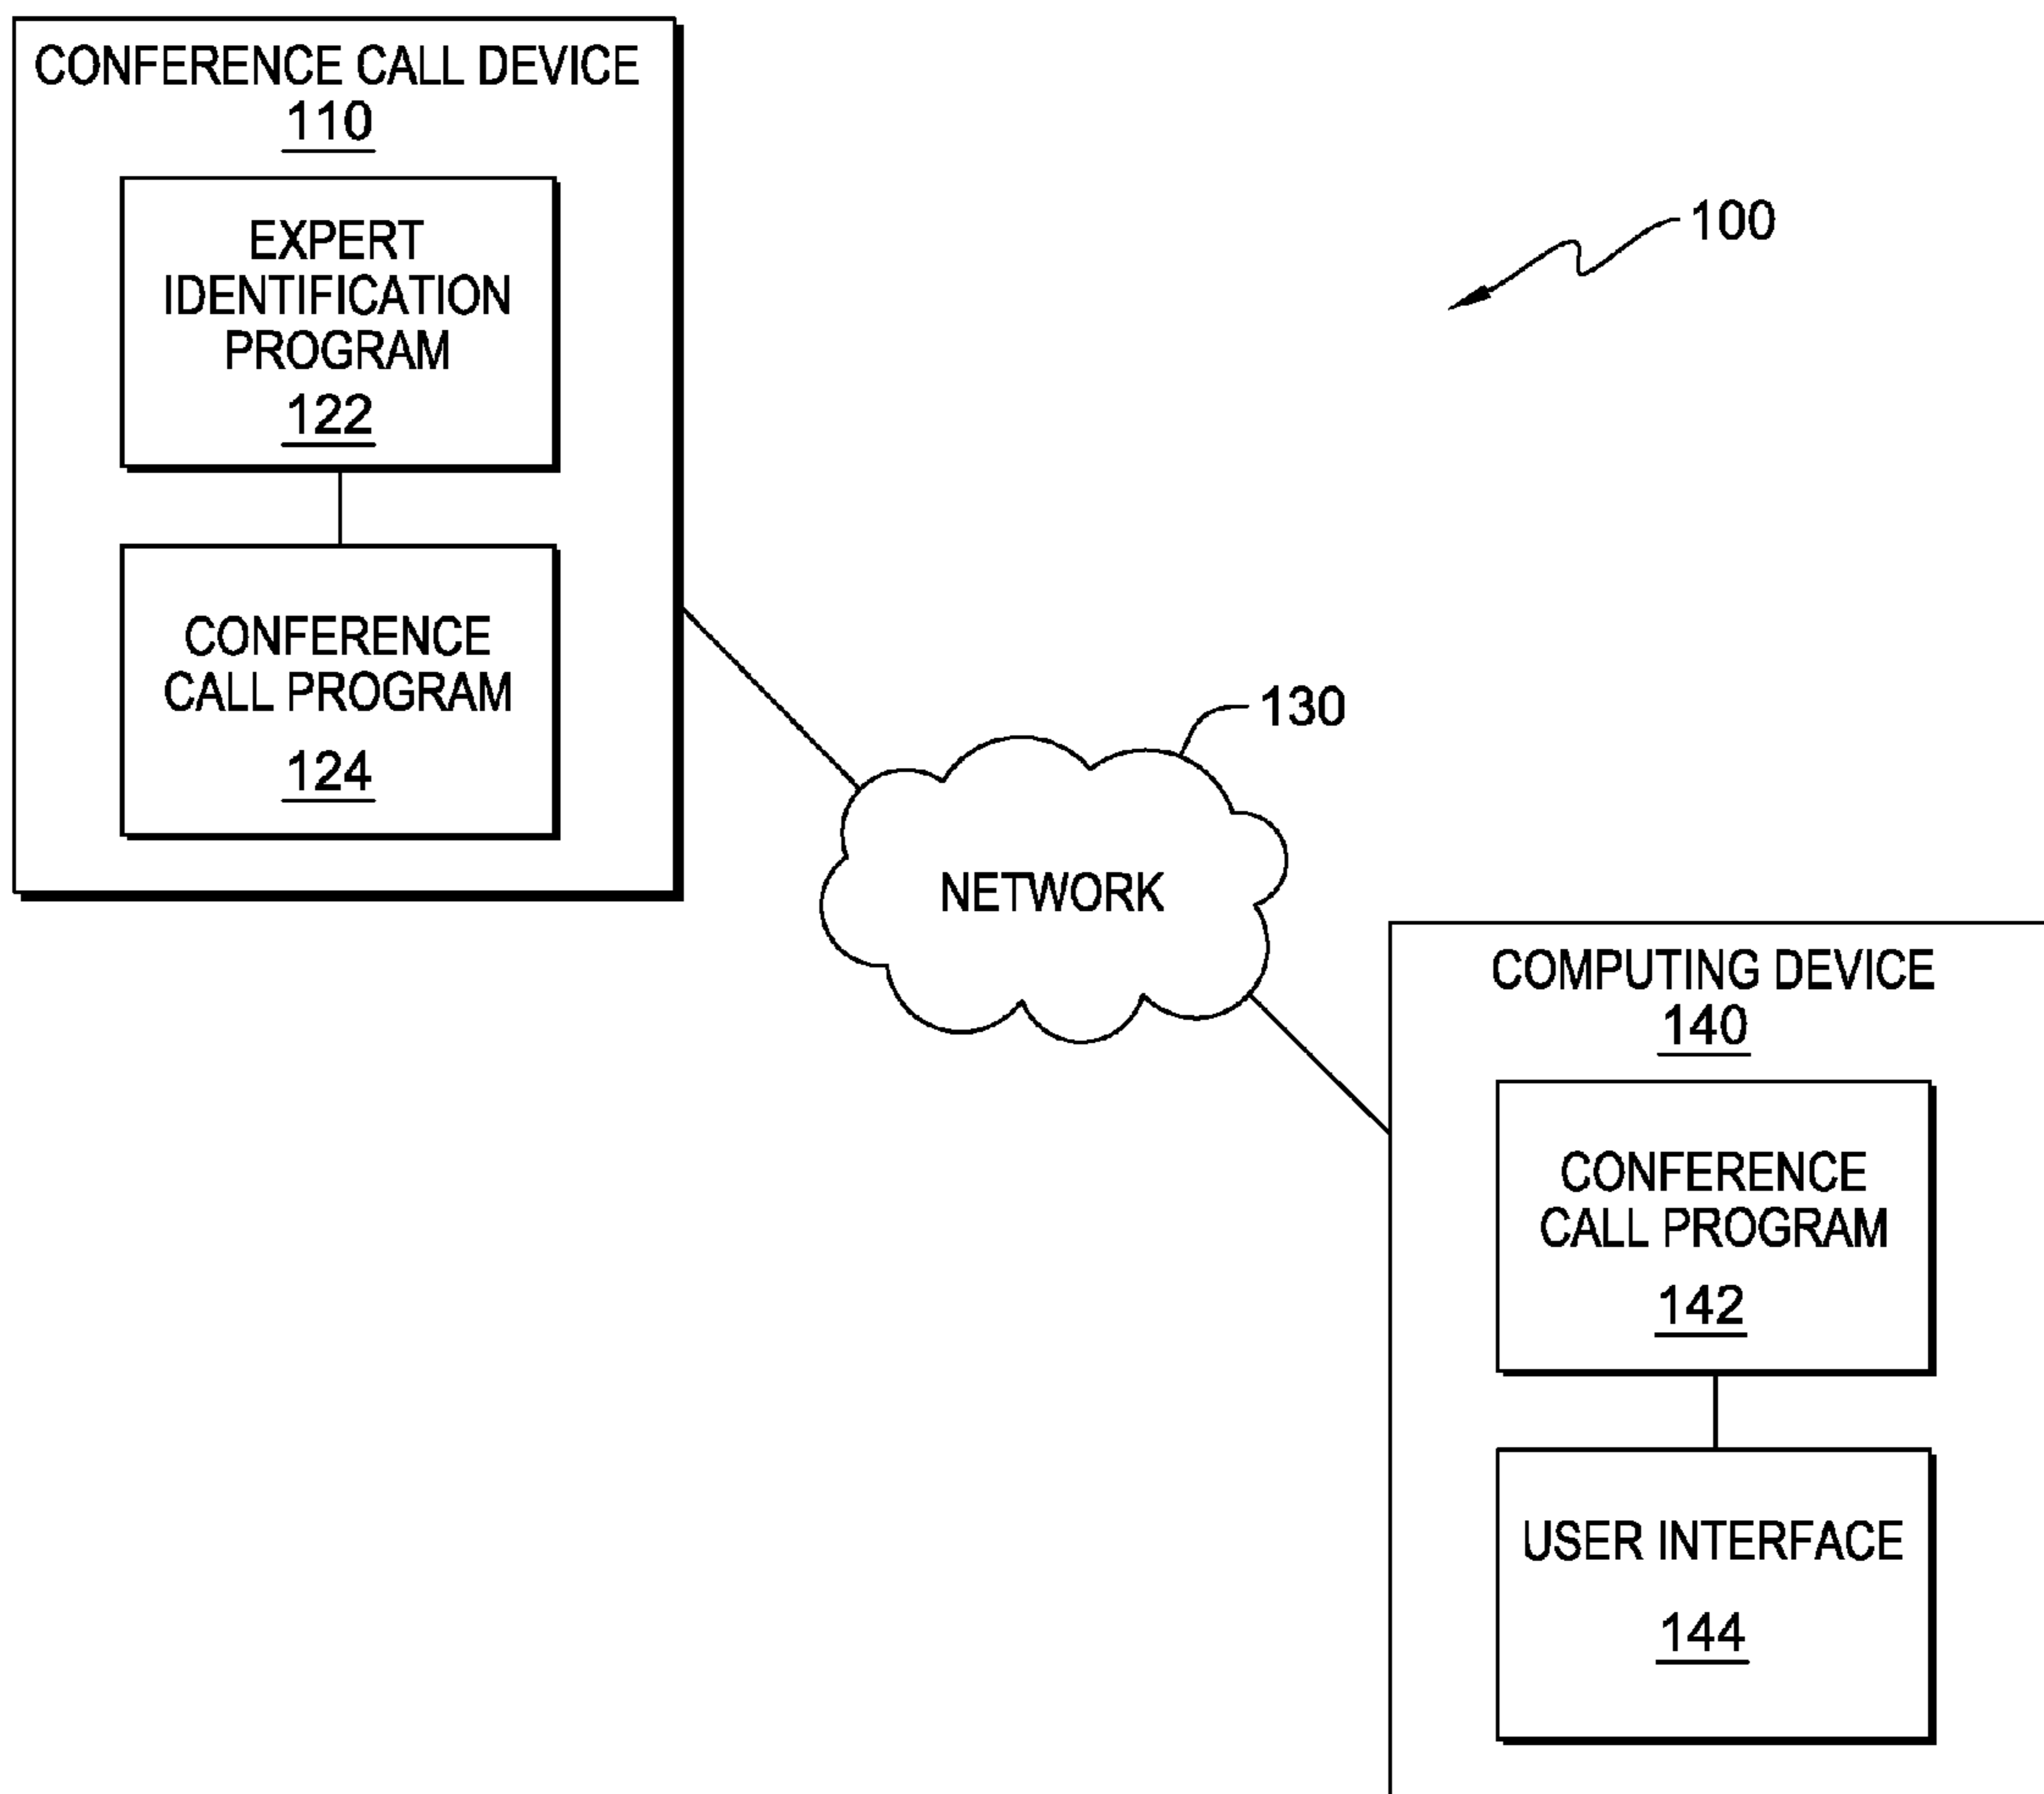 CONFERENCE CALL DEVICE
110
EXPERT
IDENTIFICATION
PROGRAM
122
CONFERENCE
CALL PROGRAM
124
100
130
NETWORK
COMPUTING DEVICE
140
CONFERENCE
CALL PROGRAM
142
USER INTERFACE
144